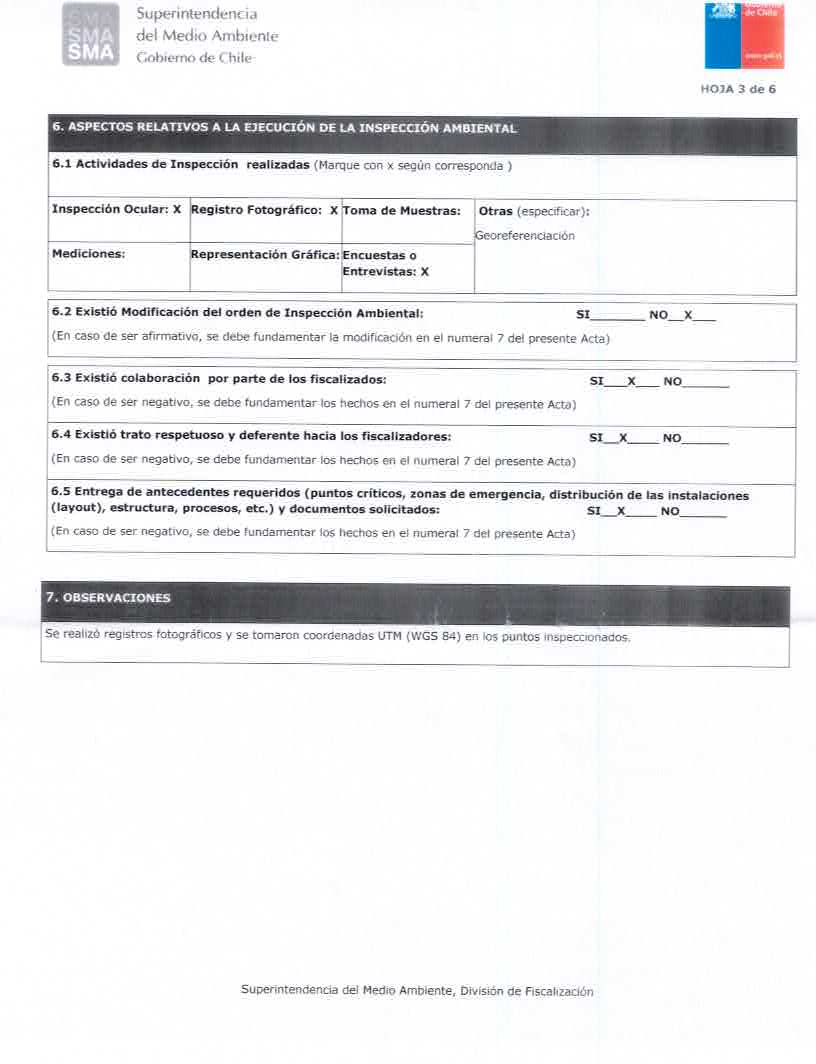 SMA
SMA
SMA
Superintendencia
del Medio Ambiente
Gobierno de Chile
Gobierno
de Chile
www.gob.cl
HOJA 3 de 6
6. ASPECTOS RELATIVOS A LA EJECUCIÓN DE LA INSPECCIÓN AMBIENTAL
6.1 Actividades de Inspección realizadas (Marque con x según corresponda )
Inspección Ocular: X Registro Fotográfico: X Toma de Muestras: Otras (especificar):
Georeferenciación
Mediciones: Representación Gráfica: Encuestas o
Entrevistas: X
6.2 Existió Modificación del orden de Inspección Ambiental: SI________ NO__X___
(En caso de ser afirmativo, se debe fundamentar la modificación en el numeral 7 del presente Acta)
6.3 Existió colaboración por parte de los fiscalizados: SI___X___ NO_______
(En caso de ser negativo, se debe fundamentar los hechos en el numeral 7 del presente Acta)
6.4 Existió trato respetuoso y deferente hacia los fiscalizadores: SI__X____ NO_______
(En caso de ser negativo, se debe fundamentar los hechos en el numeral 7 del presente Acta)
6.5 Entrega de antecedentes requeridos (puntos críticos, zonas de emergencia, distribución de las instalaciones
(layout), estructura, procesos, etc.) y documentos solicitados: SI__X____ NO_______
(En caso de ser negativo, se debe fundamentar los hechos en el numeral 7 del presente Acta)
7. OBSERVACIONES
Se realizó registros fotográficos y se tomaron coordenadas UTM (WGS 84) en los puntos inspeccionados.
Superintendencia del Medio Ambiente, División de Fiscalización